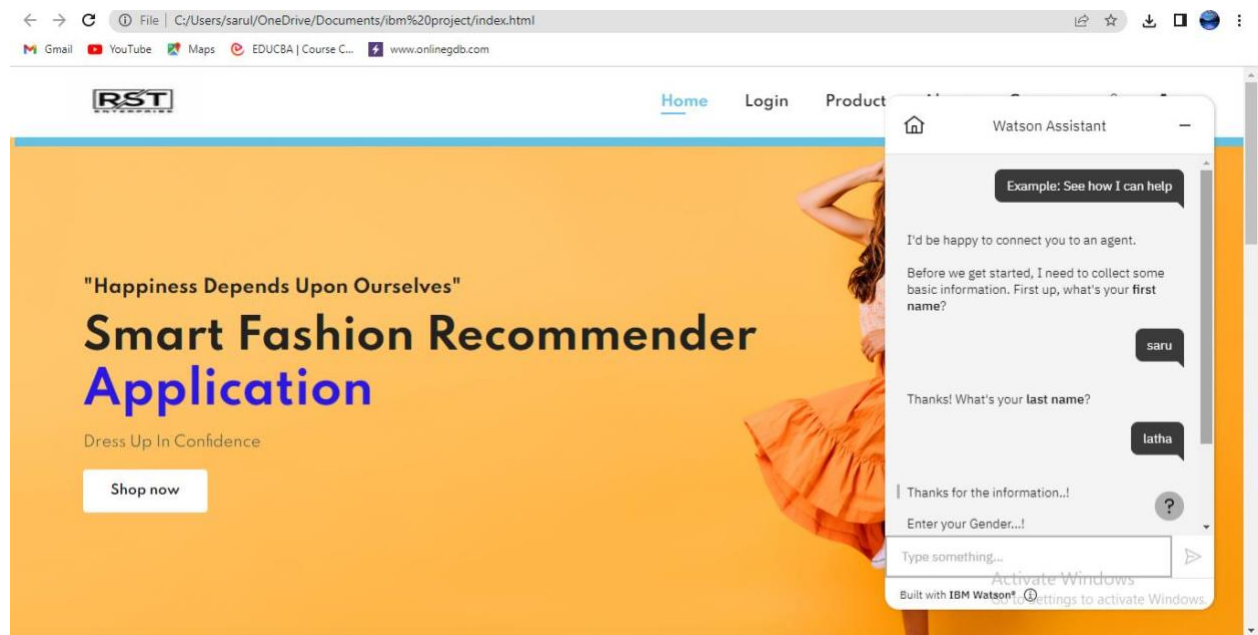 File | C:/Users/sarul/OneDrive/Documents/ibm%20project/index.html
Gmail YouTube Maps EDUCBA | Course C... www.onlinegdb.com
RST
ENTERPRISE
Home Login Product
Watson Assistant
Example: See how I can help
I'd be happy to connect you to an agent.
Before we get started, I need to collect some
basic information. First up, what's your first
name?
saru
Thanks! What's your last name?
latha
Thanks for the information..!
Enter your Gender...!
?
Type something...
Built with IBM Watson®
"Happiness Depends Upon Ourselves"
Smart Fashion Recommender
Application
Dress Up In Confidence
Shop now
Activate Windows
Go to Settings to activate Windows.